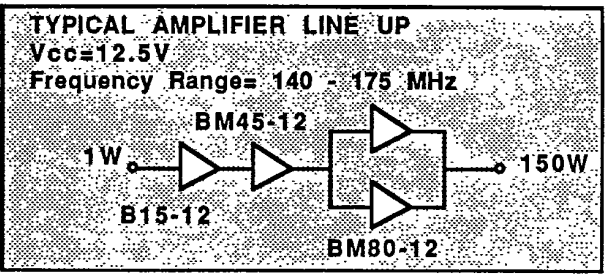 TYPICAL AMPLIFIER LINE UP
Vcc=12.5V
Frequency Range= 140 - 175 MHz
BM45-12
1W
150W
B15-12
BM80-12